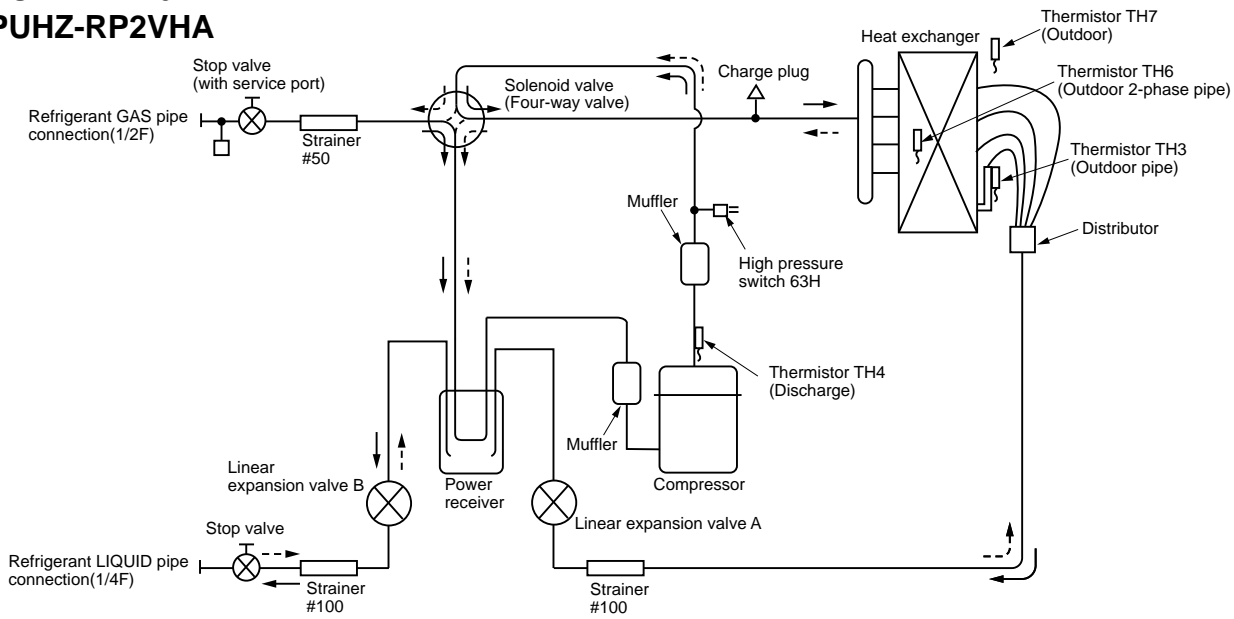 PUHZ-RP2VHA
Stop valve
(with service port)
Refrigerant GAS pipe
connection(1/2F)
Strainer
#50
Solenoid valve
(Four-way valve)
Charge plug
Heat exchanger
Thermistor TH7
(Outdoor)
Thermistor TH6
(Outdoor 2-phase pipe)
Thermistor TH3
(Outdoor pipe)
Distributor
Muffler
High pressure
switch 63H
Thermistor TH4
(Discharge)
Muffler
Compressor
Power
receiver
Linear
expansion valve B
Linear expansion valve A
Stop valve
Refrigerant LIQUID pipe
connection(1/4F)
Strainer
#100
Strainer
#100